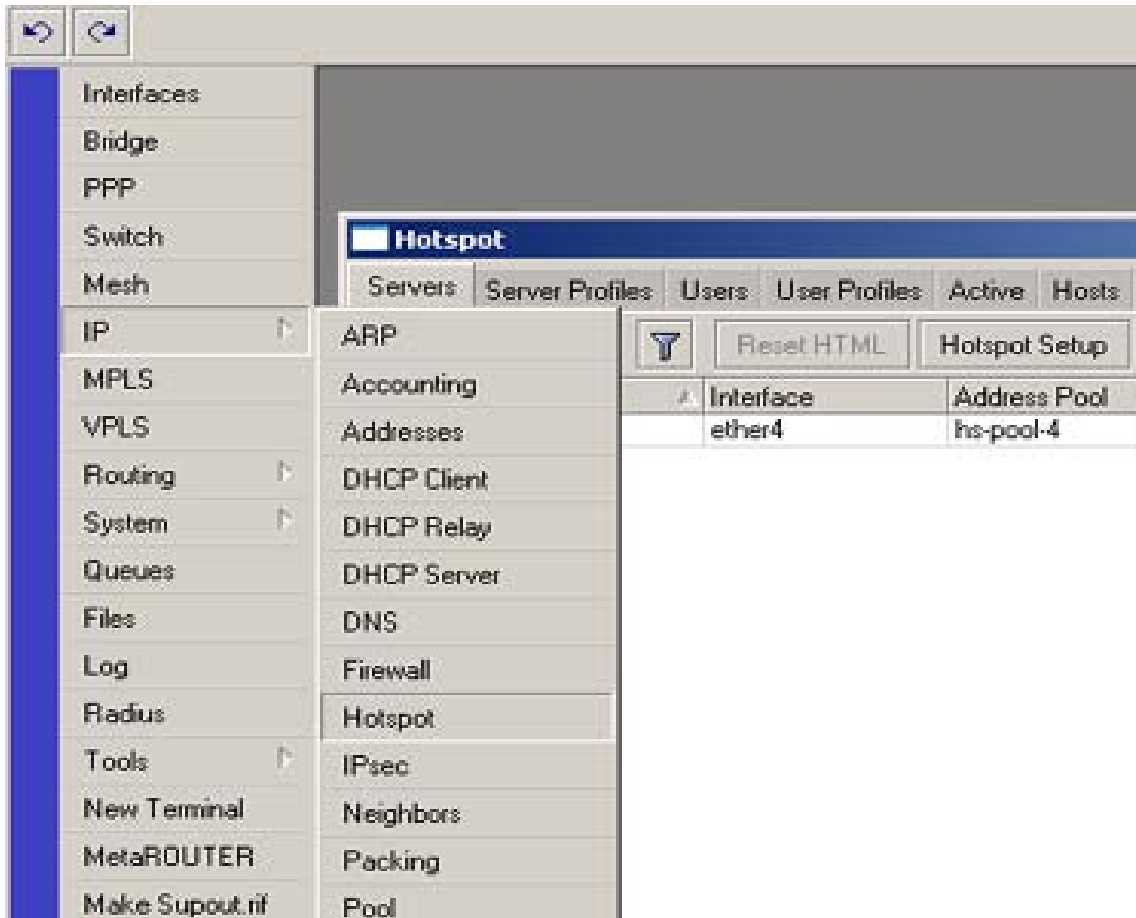 Interfaces
Bridge
PPP
Switch
Mesh
IP
MPLS
VPLS
Routing
System
Queues
Files
Log
Radius
Tools
New Terminal
MetaROUTER
Make Supout.rif
ARP
Accounting
Addresses
DHCP Client
DHCP Relay
DHCP Server
DNS
Firewall
Hotspot
IPsec
Neighbors
Packing
Pool
Hotspot
Servers Server Profiles Users User Profiles Active Hosts
Reset HTML Hotspot Setup
Interface Address Pool
ether4 hs-pool-4